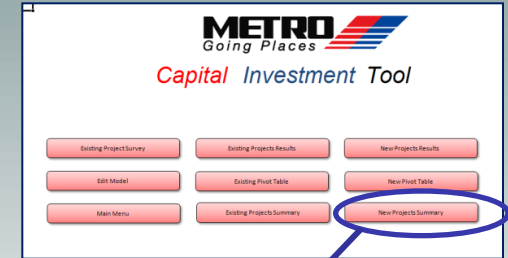 METRO
Going Places
Capital Investment Tool
Existing Project Survey
Existing Projects Results
New Projects Results
Edit Model
Existing Pivot Table
New Pivot Table
Main Menu
Existing Projects Summary
New Projects Summary